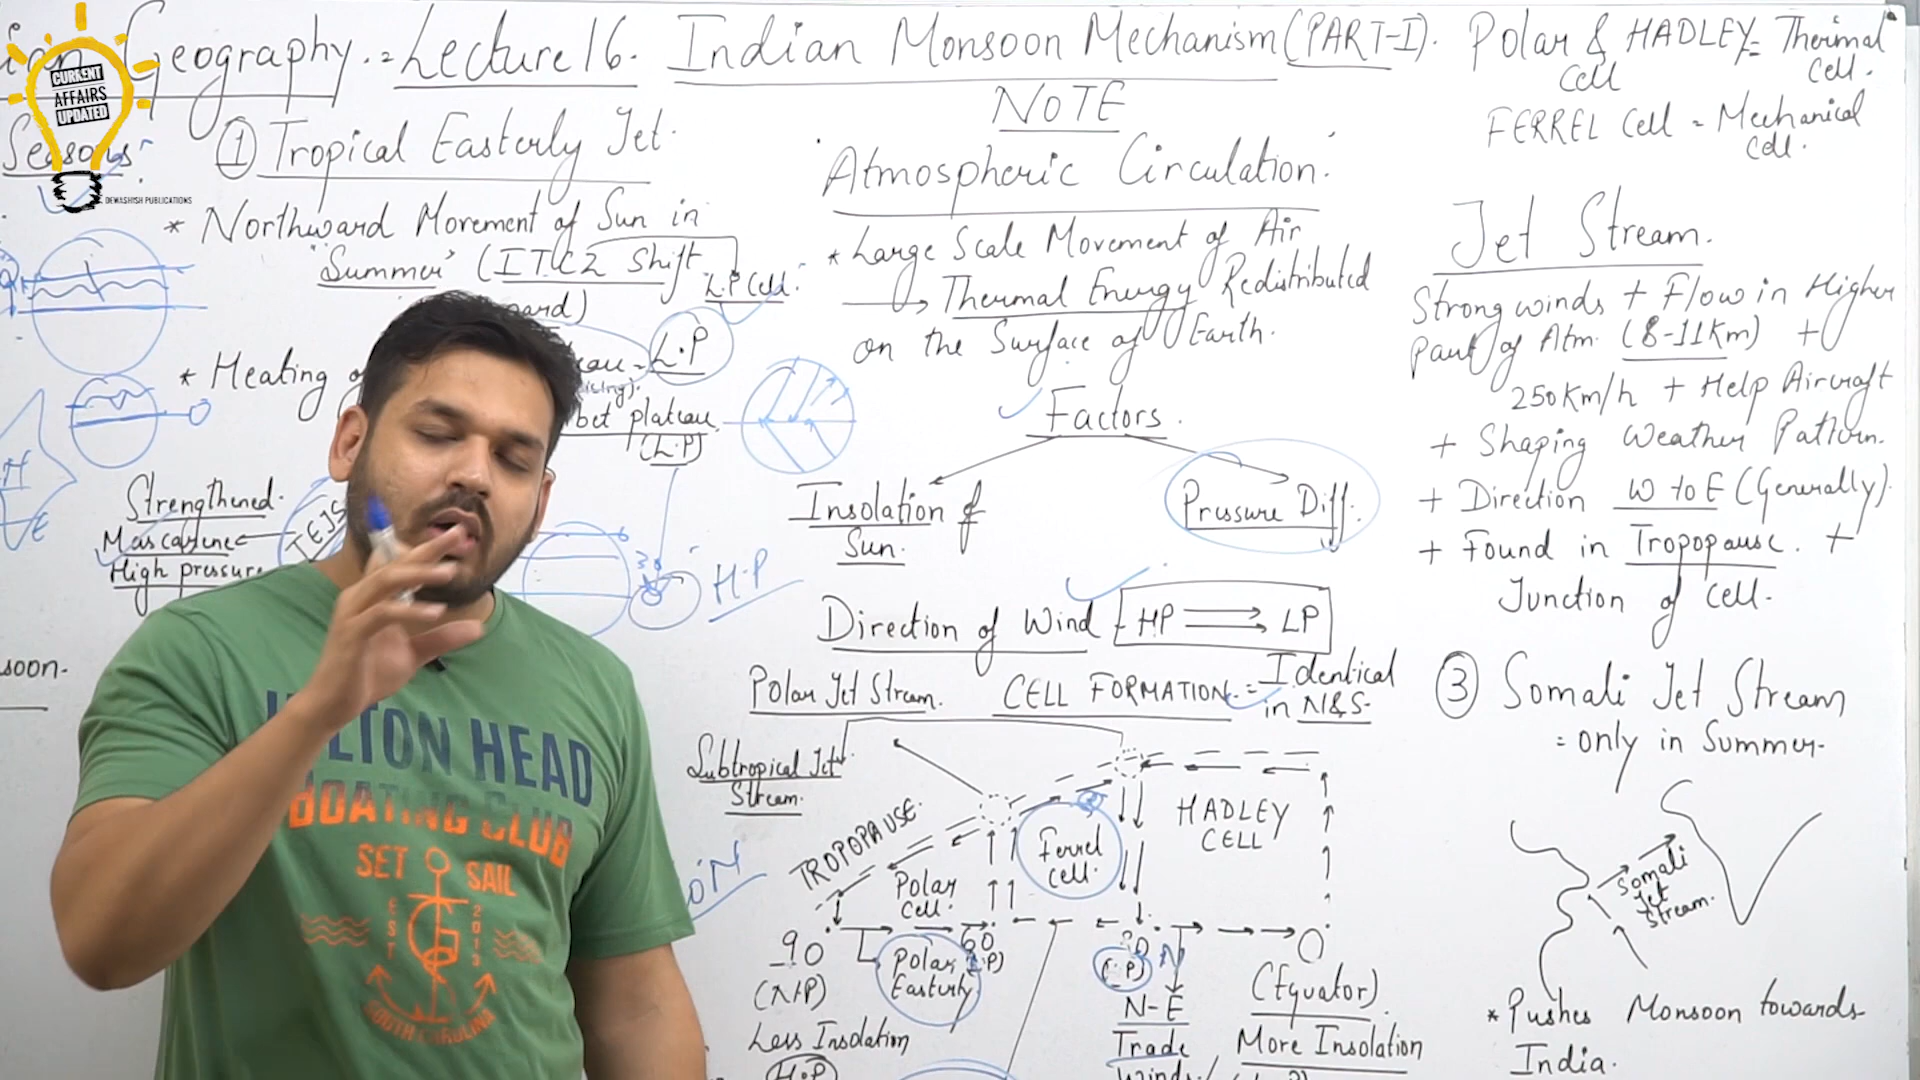 Geography. = Lecture 16. Indian Monsoon Mechanism (PART-I).
CURRENT
AFFAIRS
UPDATED
DEWASHISH PUBLICATIONS
Seasons:
① Tropical Easterly Jet.
* Northward Movement of Sun in
"Summer" (ITCZ Shift
L.P Cell.
* Heating
L.P
bet plateau
(L.P)
Strengthened.
Mascarene
High pressure
TEJS
H.P
soon.
NOTE
"Atmospheric Circulation."
* Large Scale Movement of Air
→ Thermal Energy Redistributed
on the Surface of Earth.
Factors.
Insolation of
Sun.
Pressure Diff.
Direction of Wind - HP ⟹ LP
Polar Jet Stream. CELL FORMATION = Identical
in N&S.
Subtropical Jet
Stream.
TROPOPAUSE
HADLEY
CELL
Ferrel
Cell.
Polar
Cell.
90
(N.P)
60
Polar
Easterly
Less Insolation
(H.P)
N-E
Trade
Winds
0
(Equator).
More Insolation
Polar & HADLEY = Thermal
Cell Cell.
FERREL Cell = Mechanical
Cell.
Jet Stream.
Strong winds + Flow in Higher
Part of Atm. (8-11Km) +
250Km/h + Help Aircraft
+ Shaping Weather Pattern.
+ Direction W to E (Generally).
+ Found in Tropopause. +
Junction of Cell.
③ Somali Jet Stream
= only in Summer.
Somali
Jet
Stream.
* Pushes Monsoon towards
India.
HILTON HEAD
BOATING CLUB
SET SAIL
EST
2013
SOUTH CAROLINA